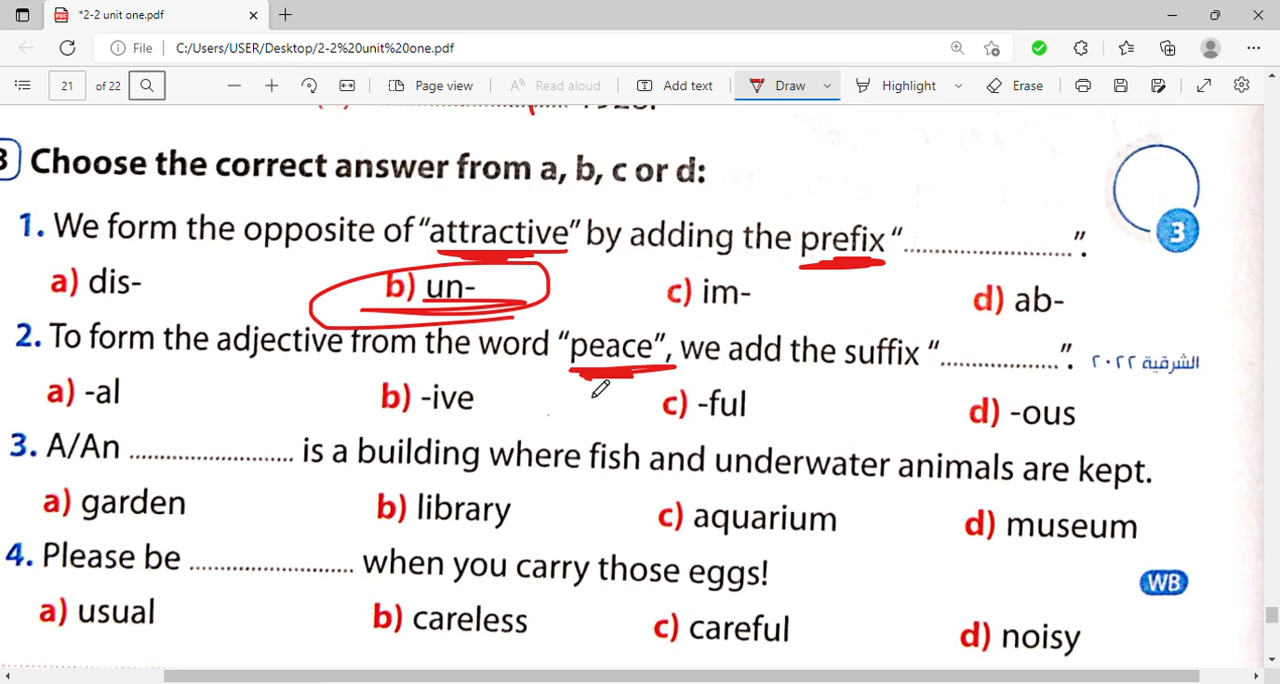 *2-2 unit one.pdf
File C:/Users/USER/Desktop/2-2%20unit%20one.pdf
21 of 22 Page view Read aloud Add text Draw Highlight Erase
Choose the correct answer from a, b, c or d:
1. We form the opposite of “attractive” by adding the prefix “..............................”.
a) dis- b) un- c) im- d) ab-
3
2. To form the adjective from the word “peace”, we add the suffix “.....................”. الشرقية ٢٠٢٢
a) -al b) -ive c) -ful d) -ous
3. A/An ............................ is a building where fish and underwater animals are kept.
a) garden b) library c) aquarium d) museum
4. Please be ............................ when you carry those eggs!
WB
a) usual b) careless c) careful d) noisy